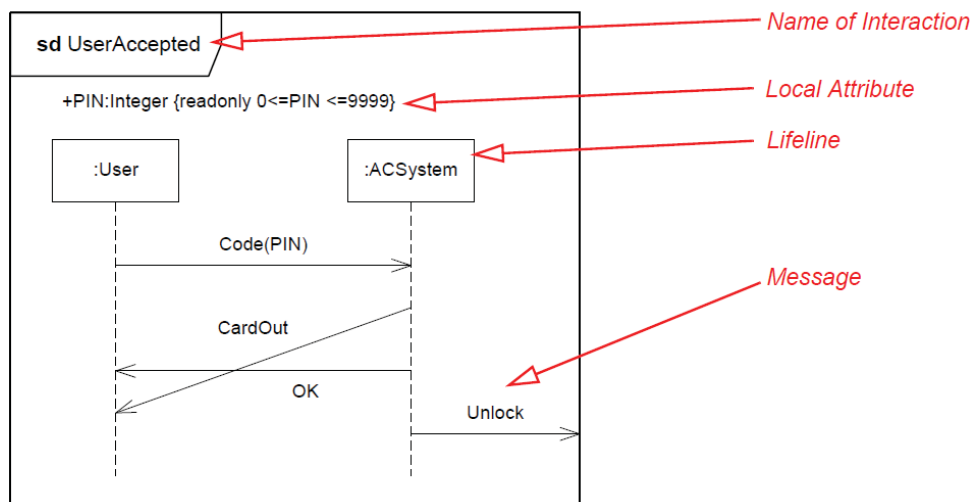 sd UserAccepted
Name of Interaction
+PIN:Integer {readonly 0<=PIN <=9999}
Local Attribute
Lifeline
:User
:ACSystem
Code(PIN)
Message
CardOut
OK
Unlock